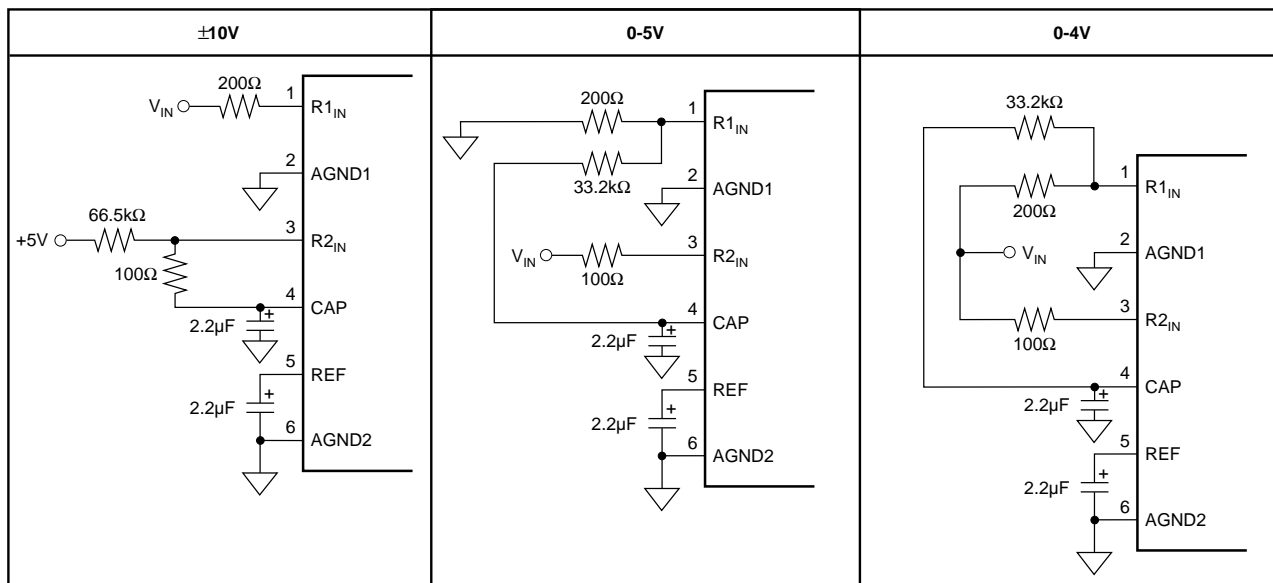 ±10V
200Ω
V_IN
1
R1_IN
2
AGND1
66.5kΩ
+5V
3
R2_IN
100Ω
4
CAP
+
2.2µF
5
REF
+
2.2µF
6
AGND2
0-5V
200Ω
1
R1_IN
33.2kΩ
2
AGND1
V_IN
100Ω
3
R2_IN
4
CAP
+
2.2µF
5
REF
+
2.2µF
6
AGND2
0-4V
33.2kΩ
1
R1_IN
200Ω
2
AGND1
V_IN
3
R2_IN
100Ω
4
CAP
+
2.2µF
5
REF
+
2.2µF
6
AGND2